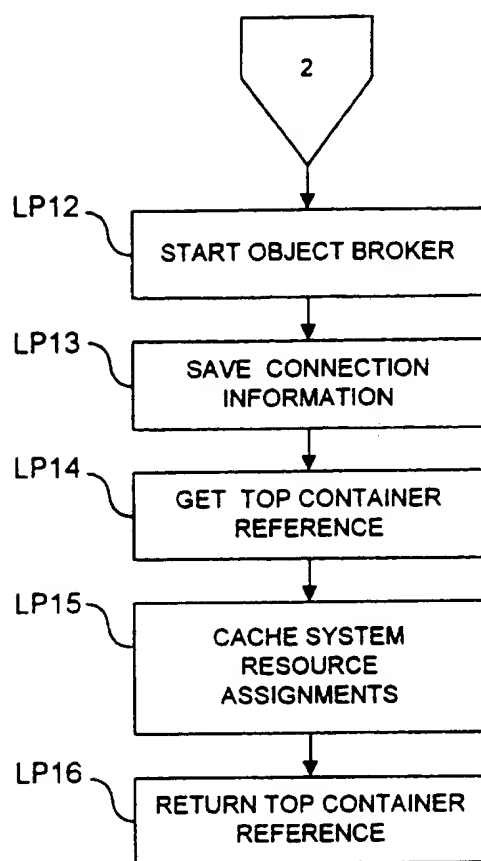 2
LP12
START OBJECT BROKER
LP13
SAVE CONNECTION
INFORMATION
LP14
GET TOP CONTAINER
REFERENCE
LP15
CACHE SYSTEM
RESOURCE
ASSIGNMENTS
LP16
RETURN TOP CONTAINER
REFERENCE